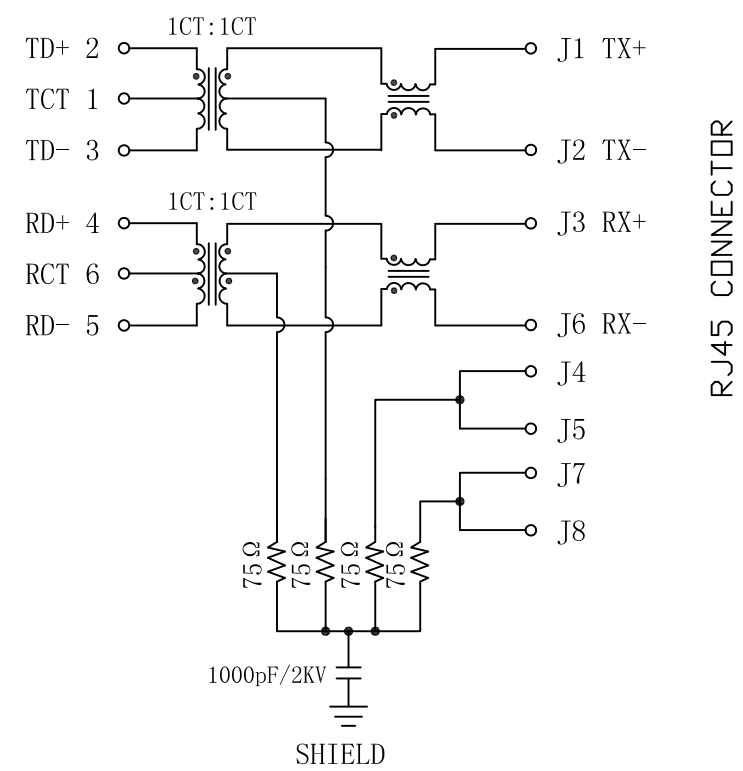 1CT:1CT
TD+ 2
J1 TX+
TCT 1
TD- 3
J2 TX-
1CT:1CT
RD+ 4
J3 RX+
RCT 6
RD- 5
J6 RX-
J4
J5
J7
J8
75Ω
75Ω
75Ω
75Ω
1000pF/2KV
SHIELD
RJ45 CONNECTOR